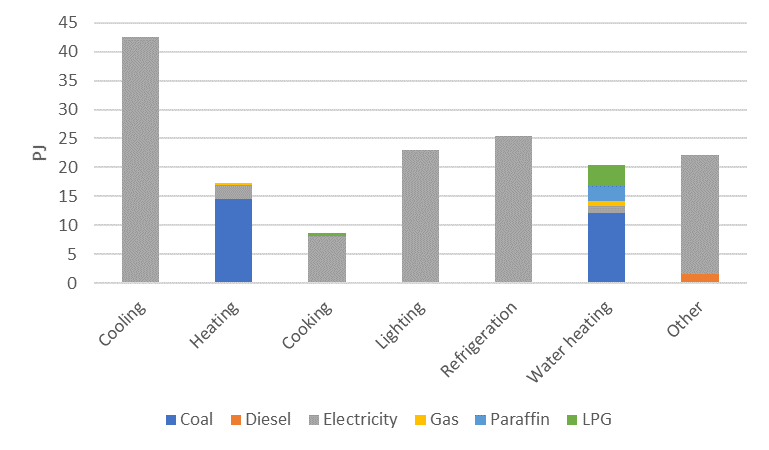 45
40
35
30
25
20
15
10
5
0
PJ
Cooling
Heating
Cooking
Lighting
Refrigeration
Water heating
Other
Coal Diesel Electricity Gas Paraffin LPG